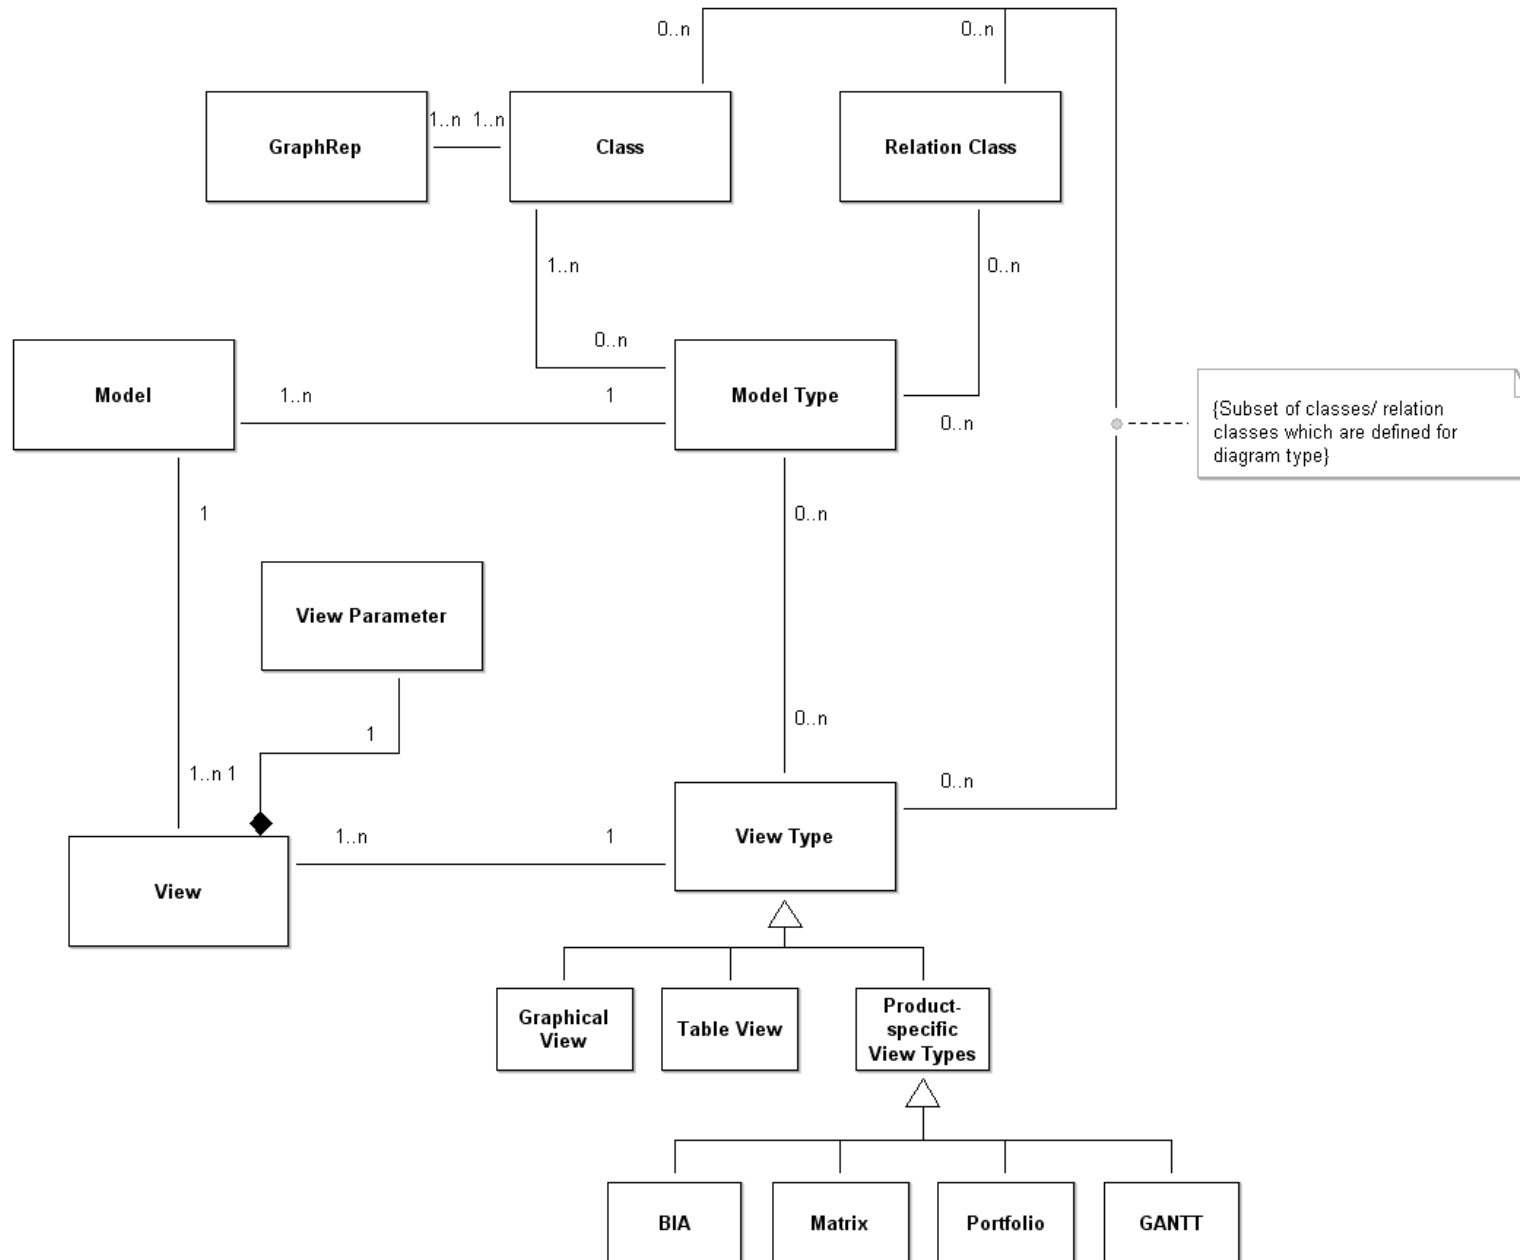 0..n
0..n
GraphRep
1..n 1..n
Class
Relation Class
1..n
0..n
0..n
Model
1..n
1
Model Type
0..n
{Subset of classes/ relation
classes which are defined for
diagram type}
1
0..n
View Parameter
1
0..n
1..n 1
0..n
View
1..n
1
View Type
Graphical
View
Table View
Product-
specific
View Types
BIA
Matrix
Portfolio
GANTT